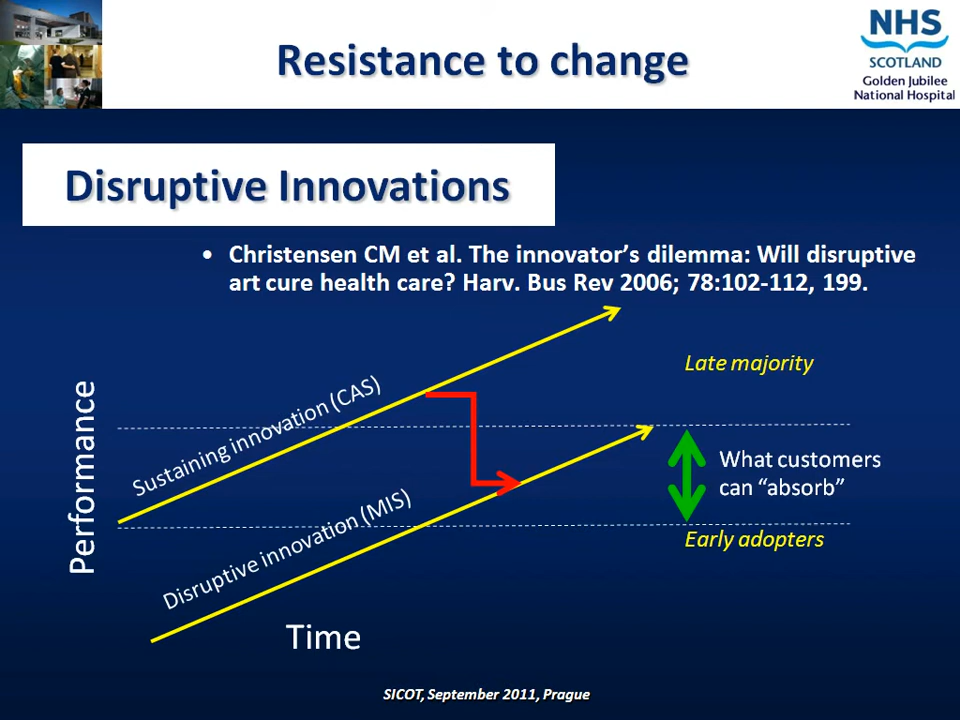 Resistance to change
NHS
SCOTLAND
Golden Jubilee
National Hospital
Disruptive Innovations
• Christensen CM et al. The innovator's dilemma: Will disruptive
art cure health care? Harv. Bus Rev 2006; 78:102-112, 199.
Late majority
Performance
Sustaining innovation (CAS)
What customers
can "absorb"
Disruptive innovation (MIS)
Early adopters
Time
SICOT, September 2011, Prague